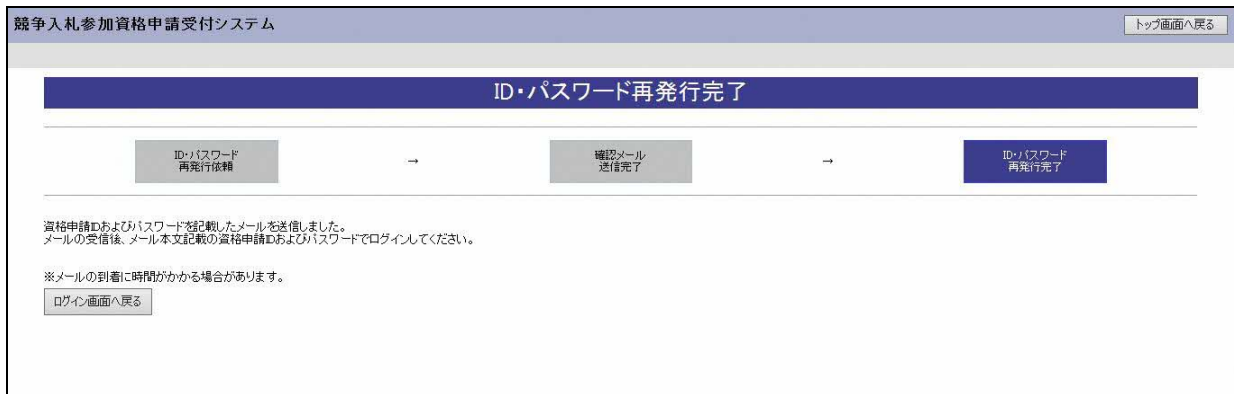 競争入札参加資格申請受付システム
トップ画面へ戻る
ID・パスワード再発行完了
ID・パスワード
再発行依頼
→
確認メール
送信完了
→
ID・パスワード
再発行完了
資格申請IDおよびパスワードを記載したメールを送信しました。
メールの受信後、メール本文記載の資格申請IDおよびパスワードでログインしてください。
※メールの到着に時間がかかる場合があります。
ログイン画面へ戻る